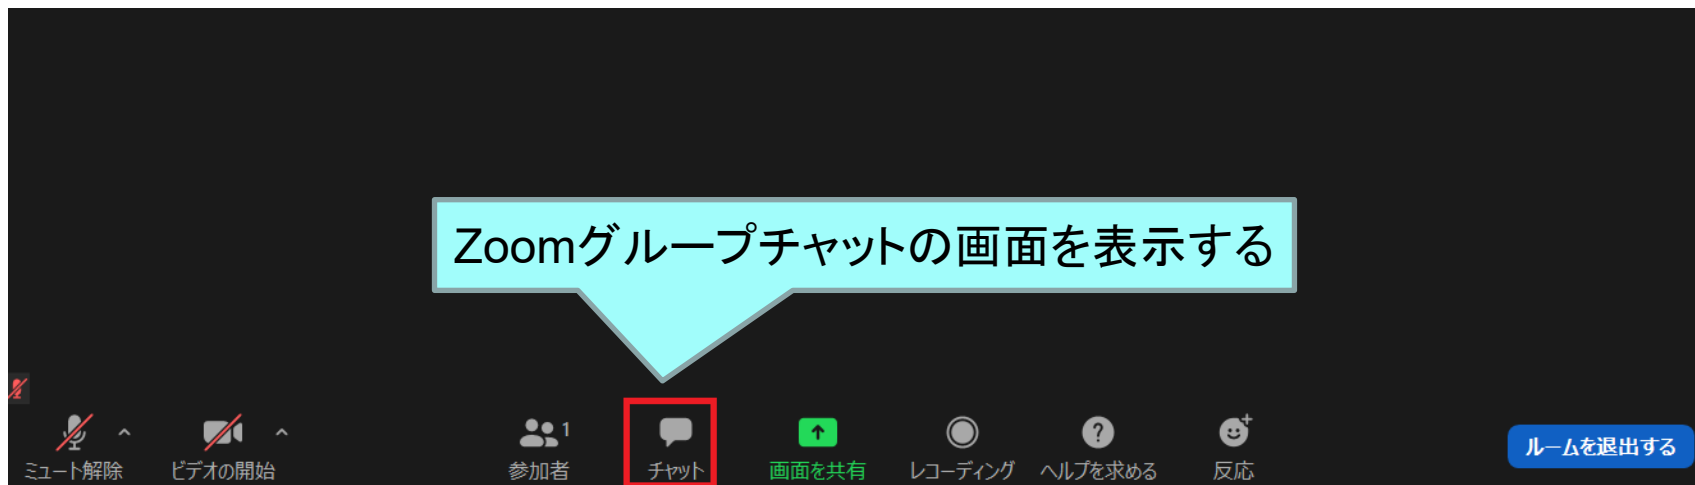 Zoomグループチャットの画面を表示する
1
ミュート解除 ビデオの開始 参加者 チャット 画面を共有 レコーディング ヘルプを求める 反応 ルームを退出する